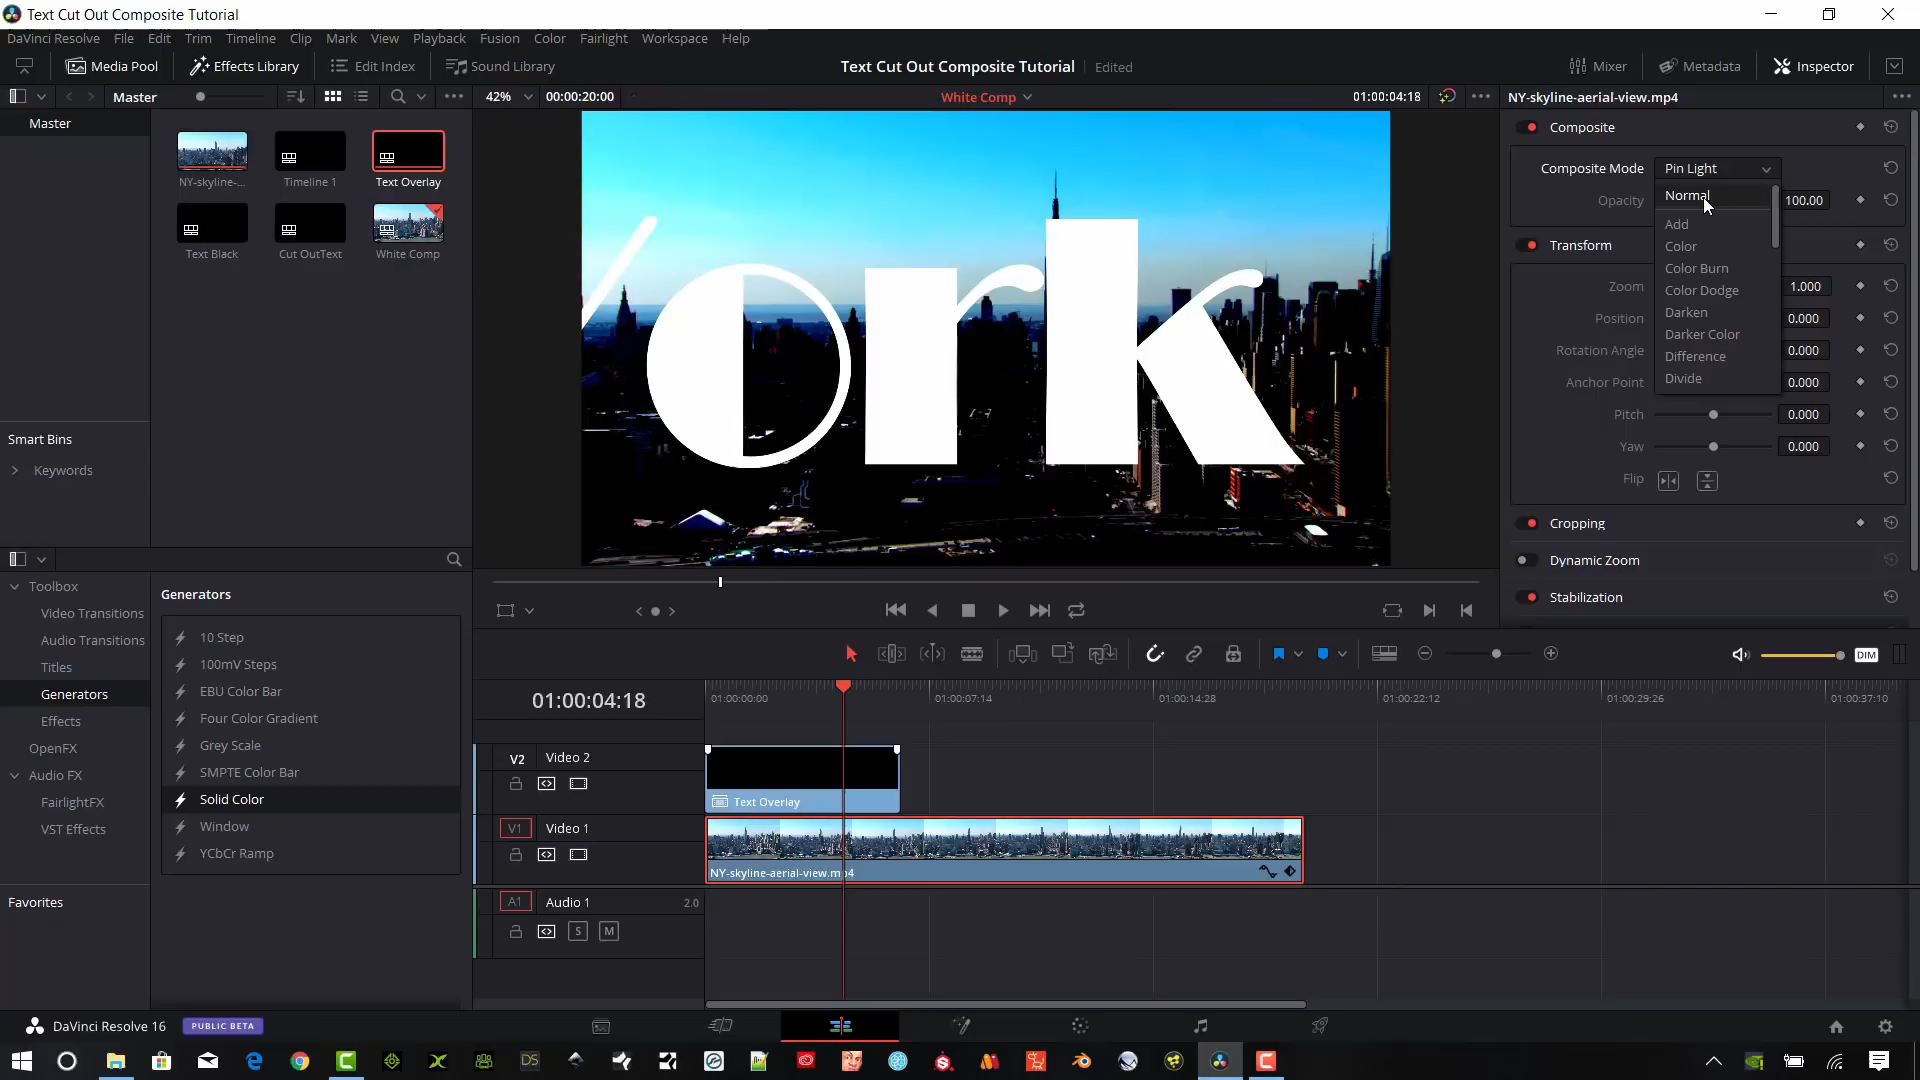 Text Cut Out Composite Tutorial
DaVinci Resolve File Edit Trim Timeline Clip Mark View Playback Fusion Color Fairlight Workspace Help
Media Pool Effects Library Edit Index Sound Library Text Cut Out Composite Tutorial Edited Mixer Metadata Inspector
Master 42% 00:00:20:00 White Comp 01:00:04:18 NY-skyline-aerial-view.mp4
Master
NY-skyline-... Timeline 1 Text Overlay
Text Black Cut OutText White Comp
Smart Bins
Keywords
ork
Composite
Composite Mode Pin Light
Opacity 100.00
Normal
Add
Color
Color Burn
Color Dodge
Darken
Darker Color
Difference
Divide
Transform
Zoom 1.000
Position 0.000
Rotation Angle 0.000
Anchor Point 0.000
Pitch 0.000
Yaw 0.000
Flip
Cropping
Dynamic Zoom
Stabilization
Toolbox
Video Transitions
Audio Transitions
Titles
Generators
Effects
OpenFX
Audio FX
FairlightFX
VST Effects
Favorites
Generators
10 Step
100mV Steps
EBU Color Bar
Four Color Gradient
Grey Scale
SMPTE Color Bar
Solid Color
Window
YCbCr Ramp
DIM
01:00:04:18 01:00:00:00 01:00:07:14 01:00:14:28 01:00:22:12 01:00:29:26 01:00:37:10
V2 Video 2
Text Overlay
V1 Video 1
NY-skyline-aerial-view.mp4
A1 Audio 1 2.0
S M
DaVinci Resolve 16 PUBLIC BETA
DS